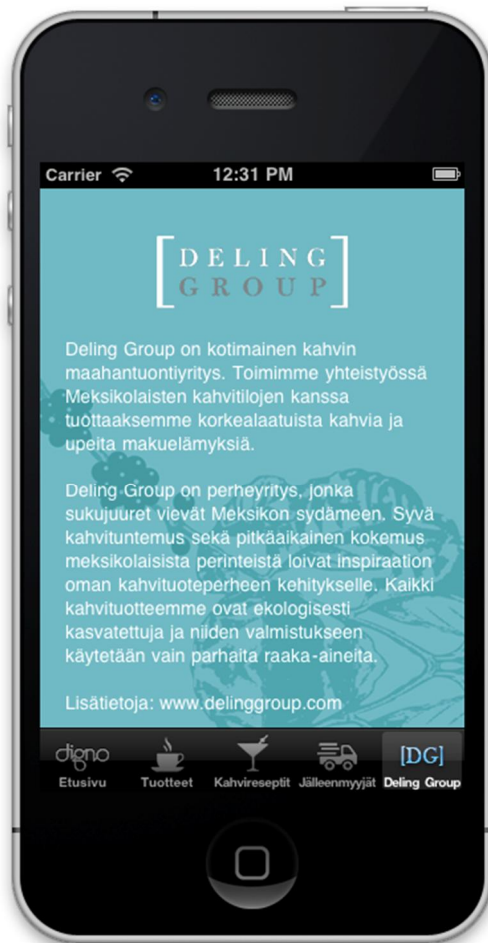 Carrier 12:31 PM
[DELING
GROUP]
Deling Group on kotimainen kahvin
maahantuontiyritys. Toimimme yhteistyössä
Meksikolaisten kahvitilojen kanssa
tuottaaksemme korkealaatuista kahvia ja
upeita makuelämyksiä.
Deling Group on perheyritys, jonka
sukujuuret vievät Meksikon sydämeen. Syvä
kahvituntemus sekä pitkäaikainen kokemus
meksikolaisista perinteistä loivat inspiraation
oman kahvituoteperheen kehitykselle. Kaikki
kahvituotteemme ovat ekologisesti
kasvatettuja ja niiden valmistukseen
käytetään vain parhaita raaka-aineita.
Lisätietoja: www.delinggroup.com
digno [DG]
Etusivu Tuotteet Kahvireseptit Jälleenmyyjät Deling Group